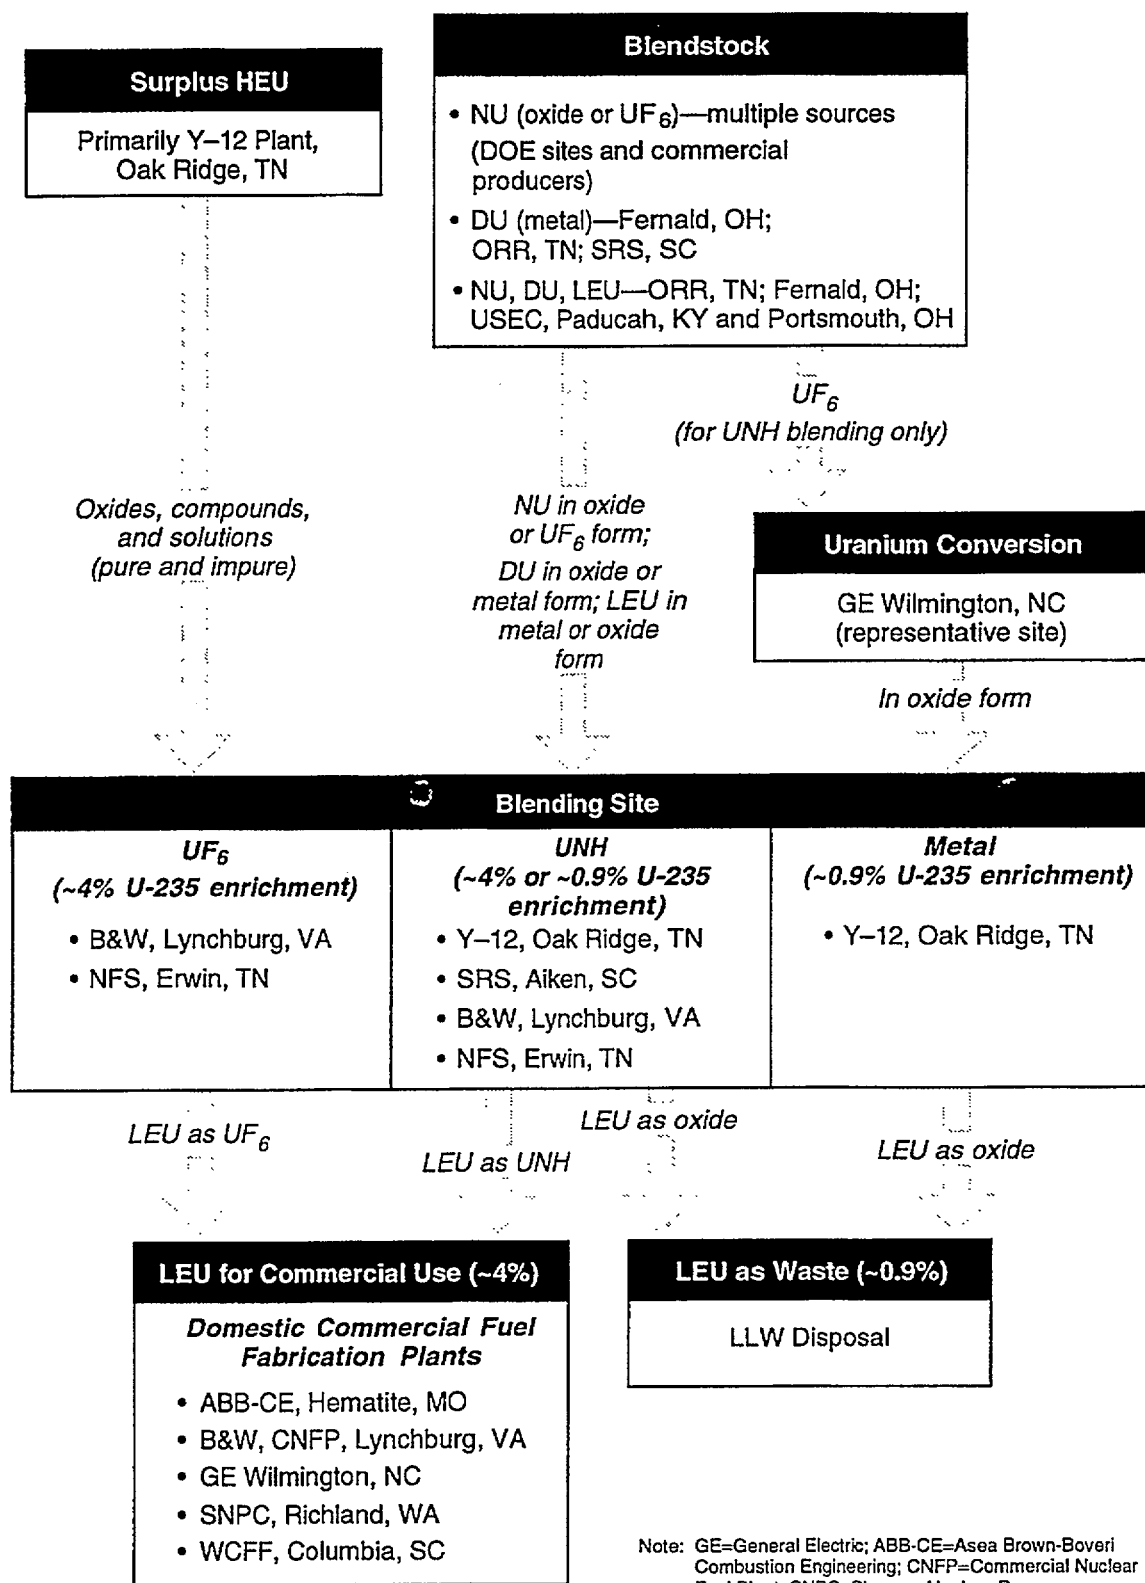 Surplus HEU
Primarily Y–12 Plant,
Oak Ridge, TN
Blendstock
• NU (oxide or UF6)—multiple sources
(DOE sites and commercial
producers)
• DU (metal)—Fernald, OH;
ORR, TN; SRS, SC
• NU, DU, LEU—ORR, TN; Fernald, OH;
USEC, Paducah, KY and Portsmouth, OH
UF6
(for UNH blending only)
Oxides, compounds,
and solutions
(pure and impure)
NU in oxide
or UF6 form;
DU in oxide or
metal form; LEU in
metal or oxide
form
Uranium Conversion
GE Wilmington, NC
(representative site)
In oxide form
Blending Site
UF6
(~4% U-235 enrichment)
• B&W, Lynchburg, VA
• NFS, Erwin, TN
UNH
(~4% or ~0.9% U-235
enrichment)
• Y–12, Oak Ridge, TN
• SRS, Aiken, SC
• B&W, Lynchburg, VA
• NFS, Erwin, TN
Metal
(~0.9% U-235 enrichment)
• Y–12, Oak Ridge, TN
LEU as UF6
LEU as UNH
LEU as oxide
LEU as oxide
LEU for Commercial Use (~4%)
Domestic Commercial Fuel
Fabrication Plants
• ABB-CE, Hematite, MO
• B&W, CNFP, Lynchburg, VA
• GE Wilmington, NC
• SNPC, Richland, WA
• WCFF, Columbia, SC
LEU as Waste (~0.9%)
LLW Disposal
Note: GE=General Electric; ABB-CE=Asea Brown-Boveri
Combustion Engineering; CNFP=Commercial Nuclear